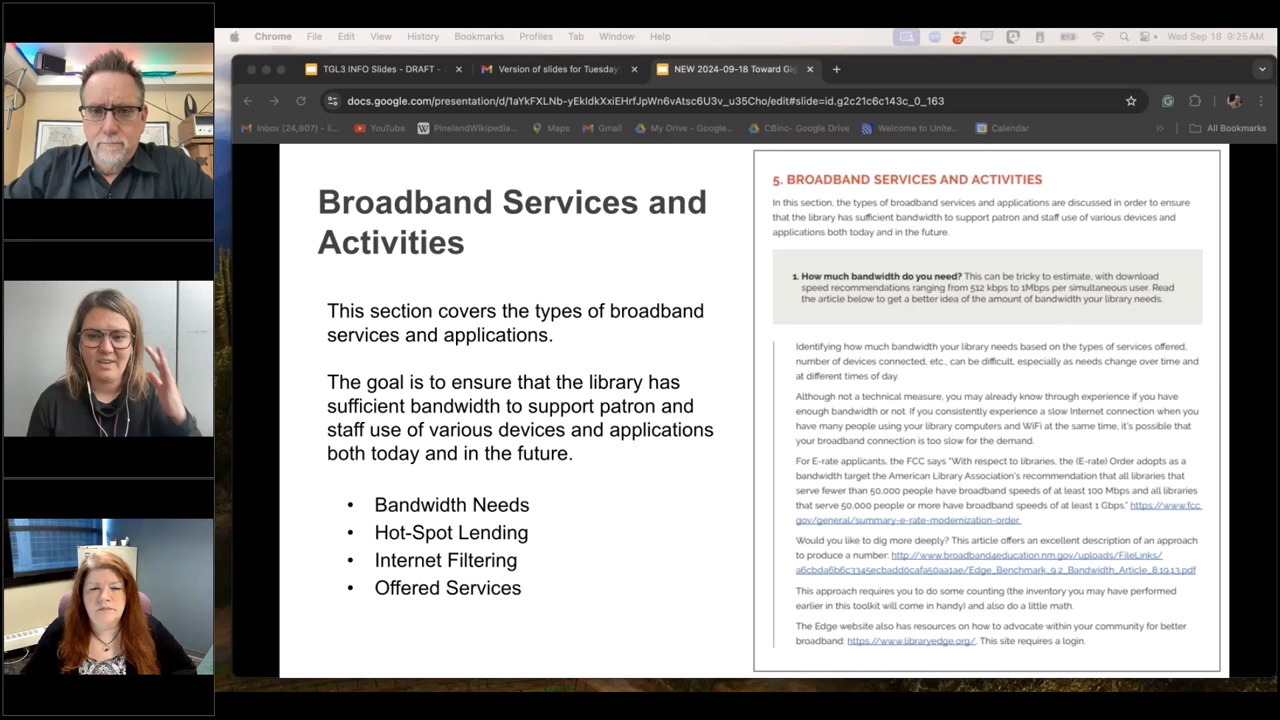 Chrome File Edit View History Bookmarks Profiles Tab Window Help Wed Sep 18 9:25 AM
TGL3 INFO Slides - DRAFT - Version of slides for Tuesday NEW 2024-09-18 Toward Gig
docs.google.com/presentation/d/1aYkFXLNb-yEkIdkXxiEHrfJpWn6vAtsc6U3v_u35Cho/edit#slide=id.g2c21c6c143c_0_163
Inbox (24,807) - li... YouTube PinelandWikipedia... Maps Gmail My Drive - Google... CBinc- Google Drive Welcome to Unite... Calendar » All Bookmarks
Broadband Services and
Activities
This section covers the types of broadband
services and applications.
The goal is to ensure that the library has
sufficient bandwidth to support patron and
staff use of various devices and applications
both today and in the future.
• Bandwidth Needs
• Hot-Spot Lending
• Internet Filtering
• Offered Services
5. BROADBAND SERVICES AND ACTIVITIES
In this section, the types of broadband services and applications are discussed in order to ensure
that the library has sufficient bandwidth to support patron and staff use of various devices and
applications both today and in the future.
1. How much bandwidth do you need? This can be tricky to estimate, with download
speed recommendations ranging from 512 kbps to 1Mbps per simultaneous user. Read
the article below to get a better idea of the amount of bandwidth your library needs.
Identifying how much bandwidth your library needs based on the types of services offered,
number of devices connected, etc., can be difficult, especially as needs change over time and
at different times of day.
Although not a technical measure, you may already know through experience if you have
enough bandwidth or not. If you consistently experience a slow Internet connection when you
have many people using your library computers and WiFi at the same time, it's possible that
your broadband connection is too slow for the demand.
For E-rate applicants, the FCC says "With respect to libraries, the (E-rate) Order adopts as a
bandwidth target the American Library Association's recommendation that all libraries that
serve fewer than 50,000 people have broadband speeds of at least 100 Mbps and all libraries
that serve 50,000 people or more have broadband speeds of at least 1 Gbps." https://www.fcc.
gov/general/summary-e-rate-modernization-order
Would you like to dig more deeply? This article offers an excellent description of an approach
to produce a number: http://www.broadband4education.nm.gov/uploads/FileLinks/
a6cbda6b6c3345ecbadd0cafa50aa1ae/Edge_Benchmark_9.2_Bandwidth_Article_8.19.13.pdf
This approach requires you to do some counting (the inventory you may have performed
earlier in this toolkit will come in handy) and also do a little math.
The Edge website also has resources on how to advocate within your community for better
broadband: https://www.libraryedge.org/. This site requires a login.